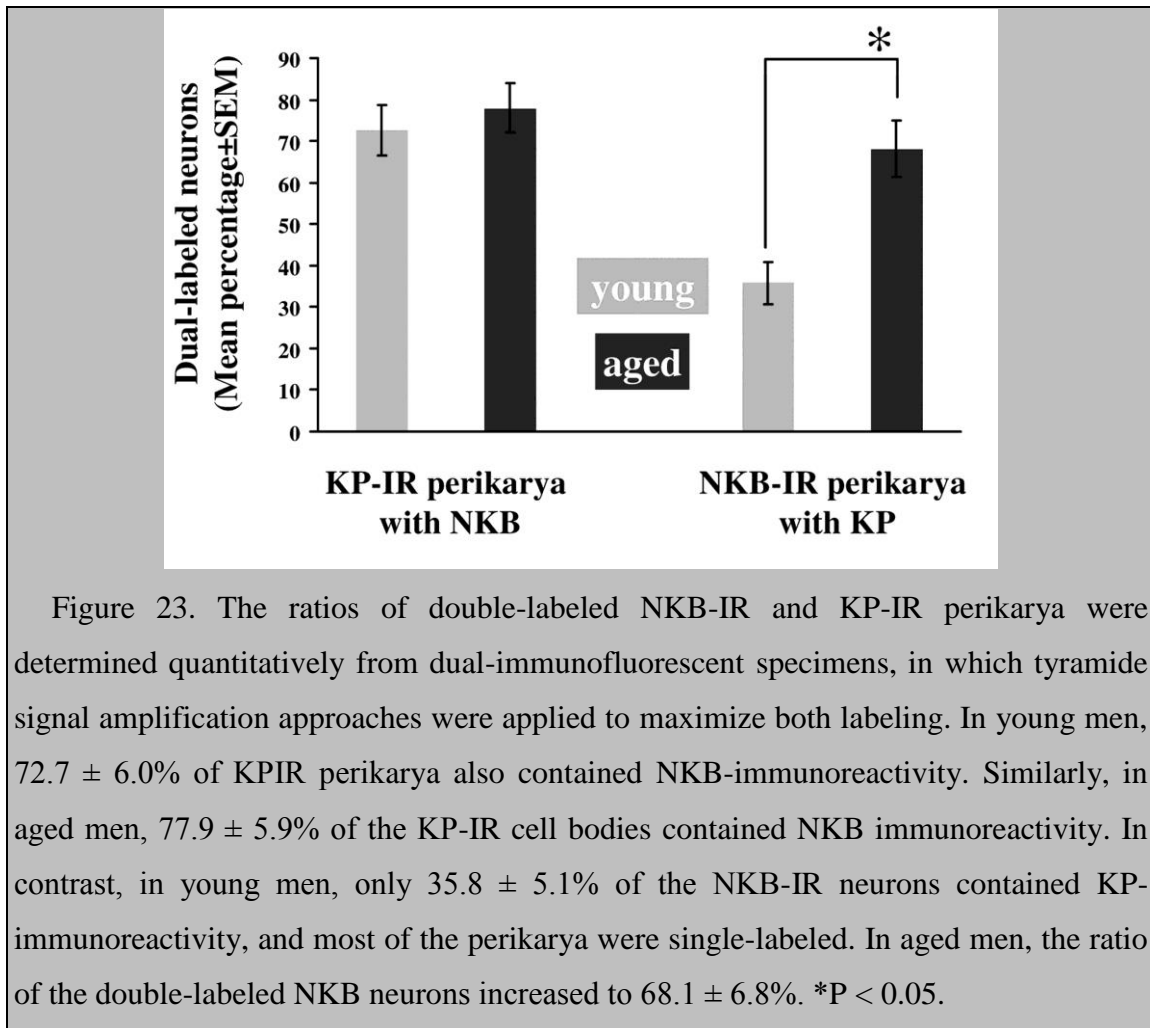 *
Dual-labeled neurons
(Mean percentage±SEM)
90
80
70
60
50
40
30
20
10
0
young
aged
KP-IR perikarya
with NKB
NKB-IR perikarya
with KP
Figure 23. The ratios of double-labeled NKB-IR and KP-IR perikarya were
determined quantitatively from dual-immunofluorescent specimens, in which tyramide
signal amplification approaches were applied to maximize both labeling. In young men,
72.7 ± 6.0% of KPIR perikarya also contained NKB-immunoreactivity. Similarly, in
aged men, 77.9 ± 5.9% of the KP-IR cell bodies contained NKB immunoreactivity. In
contrast, in young men, only 35.8 ± 5.1% of the NKB-IR neurons contained KP-
immunoreactivity, and most of the perikarya were single-labeled. In aged men, the ratio
of the double-labeled NKB neurons increased to 68.1 ± 6.8%. *P < 0.05.